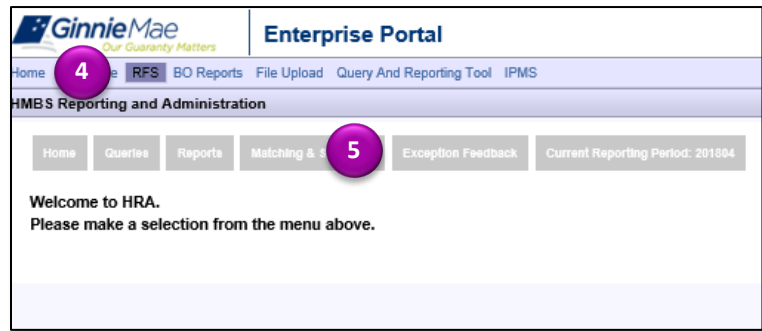 GinnieMae
Our Guaranty Matters
Enterprise Portal
Home 4 e RFS BO Reports File Upload Query And Reporting Tool IPMS
HMBS Reporting and Administration
Home Queries Reports Matching & S 5 Exception Feedback Current Reporting Period: 201804
Welcome to HRA.
Please make a selection from the menu above.